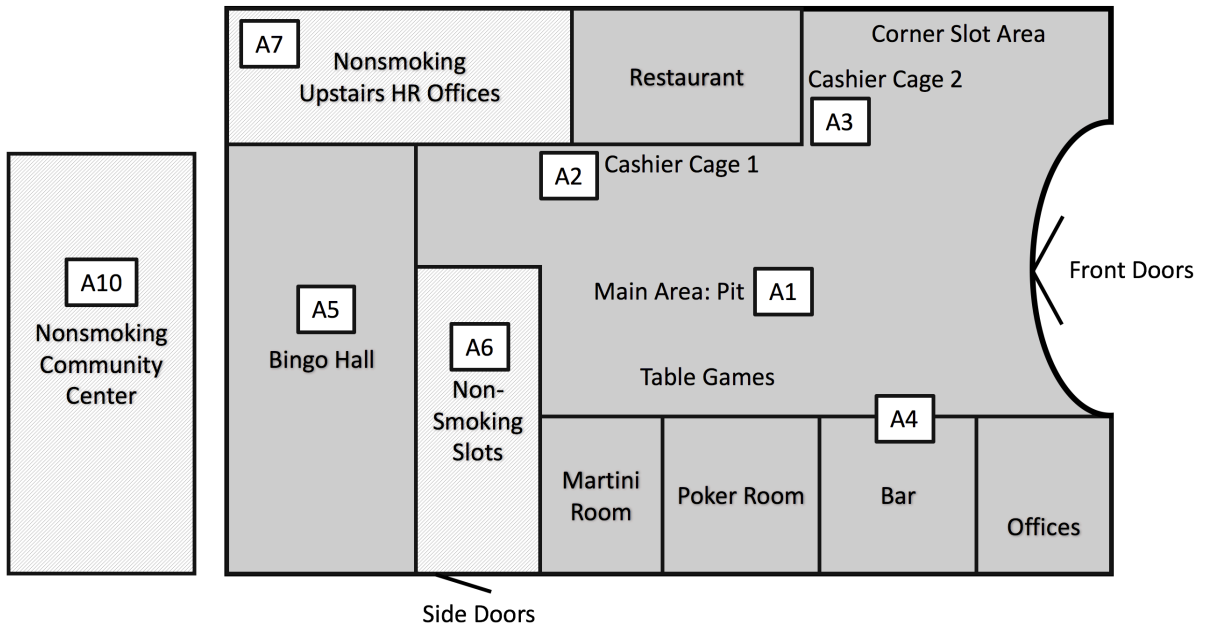 A7
Nonsmoking
Upstairs HR Offices
Restaurant
Corner Slot Area
Cashier Cage 2
A3
A2
Cashier Cage 1
A10
Nonsmoking
Community
Center
A5
Bingo Hall
A6
Non-
Smoking
Slots
Main Area: Pit
A1
Front Doors
Table Games
A4
Martini
Room
Poker Room
Bar
Offices
Side Doors